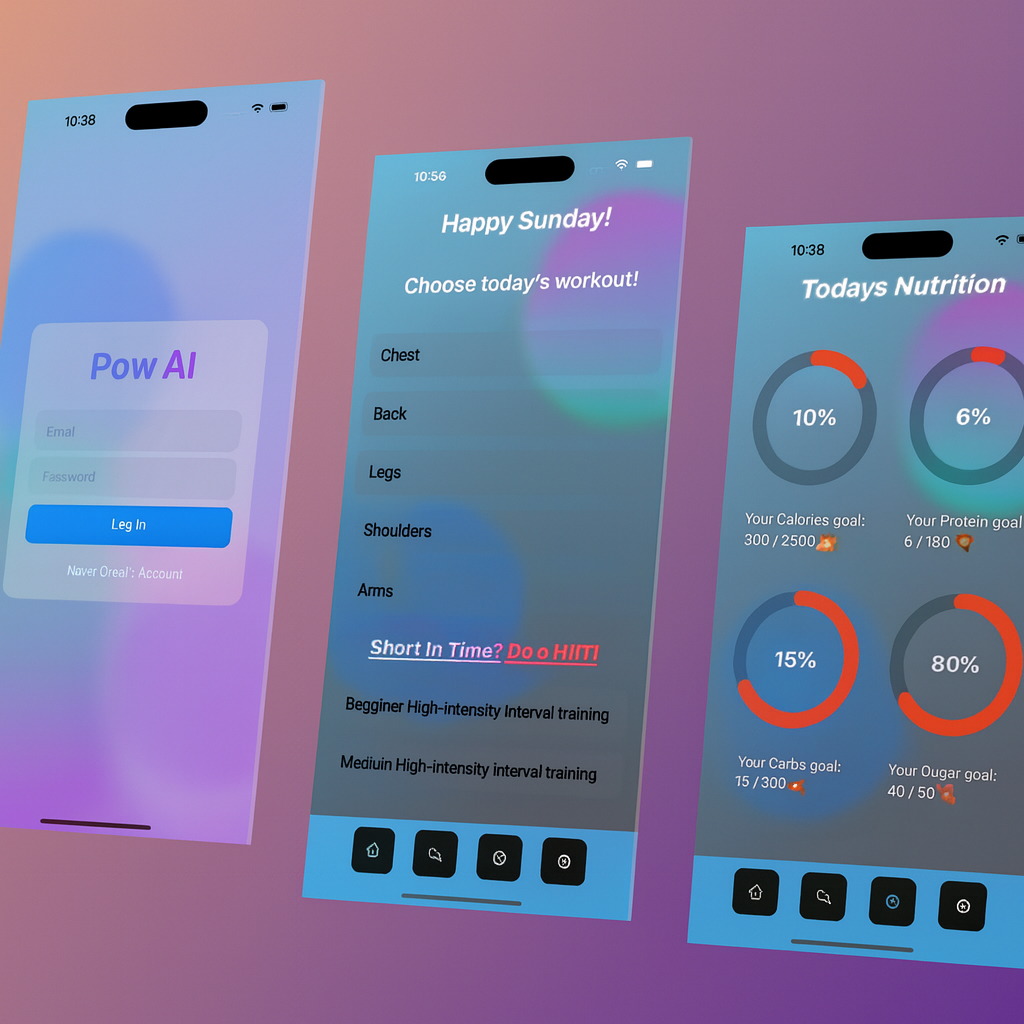 10:38
Pow AI
Emal
Fassword
Leg In
Naver Oreal': Account
10:56
Happy Sunday!
Choose today's workout!
Chest
Back
Legs
Shoulders
Arms
Short In Time? Do o HIITI
Begginer High-intensity Interval training
Mediuin High-intensity interval training
10:38
Todays Nutrition
10%
6%
Your Calories goal:
300 / 2500
Your Protein goal
6 / 180
15%
80%
Your Carbs goal:
15 / 300
Your Ougar goal:
40 / 50